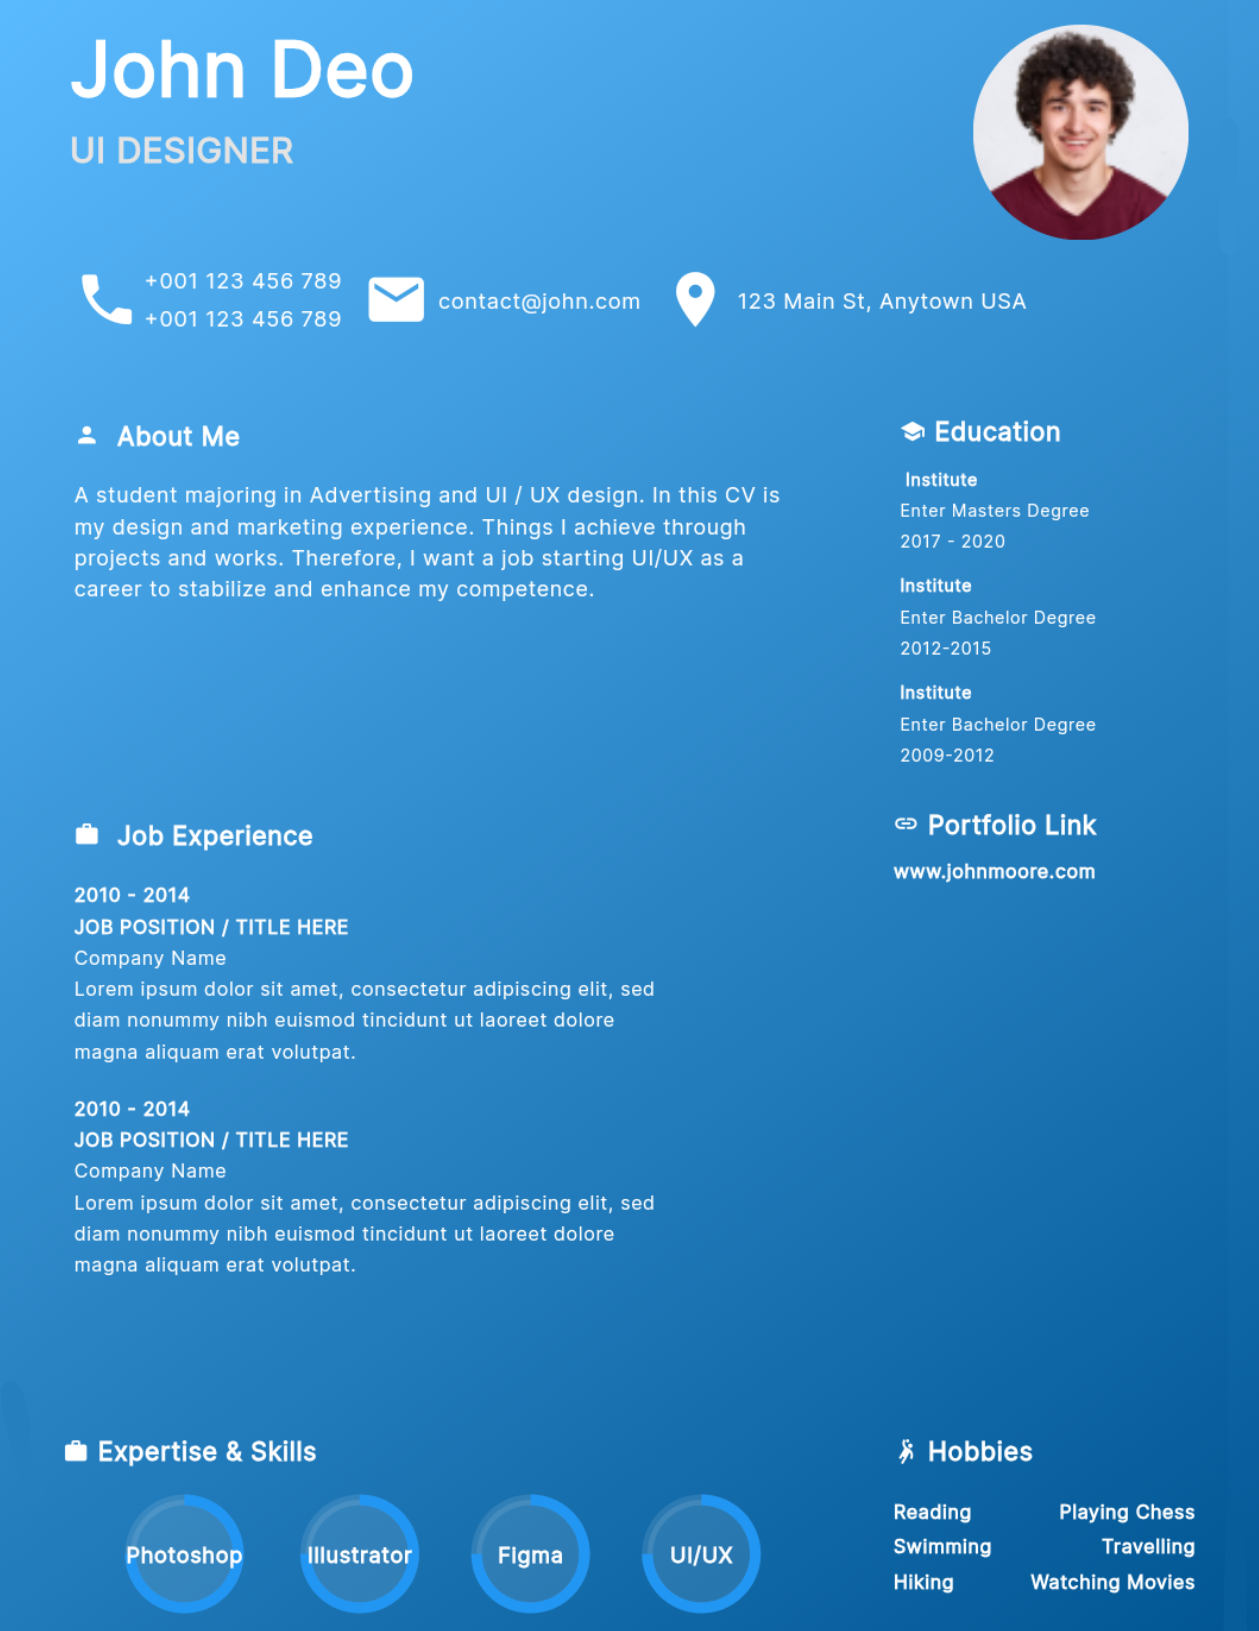 John Deo
UI DESIGNER
+001 123 456 789
+001 123 456 789
contact@john.com
123 Main St, Anytown USA
About Me
A student majoring in Advertising and UI / UX design. In this CV is
my design and marketing experience. Things I achieve through
projects and works. Therefore, I want a job starting UI/UX as a
career to stabilize and enhance my competence.
Job Experience
2010 - 2014
JOB POSITION / TITLE HERE
Company Name
Lorem ipsum dolor sit amet, consectetur adipiscing elit, sed
diam nonummy nibh euismod tincidunt ut laoreet dolore
magna aliquam erat volutpat.
2010 - 2014
JOB POSITION / TITLE HERE
Company Name
Lorem ipsum dolor sit amet, consectetur adipiscing elit, sed
diam nonummy nibh euismod tincidunt ut laoreet dolore
magna aliquam erat volutpat.
Expertise & Skills
Photoshop
Illustrator
Figma
UI/UX
Education
Institute
Enter Masters Degree
2017 - 2020
Institute
Enter Bachelor Degree
2012-2015
Institute
Enter Bachelor Degree
2009-2012
Portfolio Link
www.johnmoore.com
Hobbies
Reading
Swimming
Hiking
Playing Chess
Travelling
Watching Movies